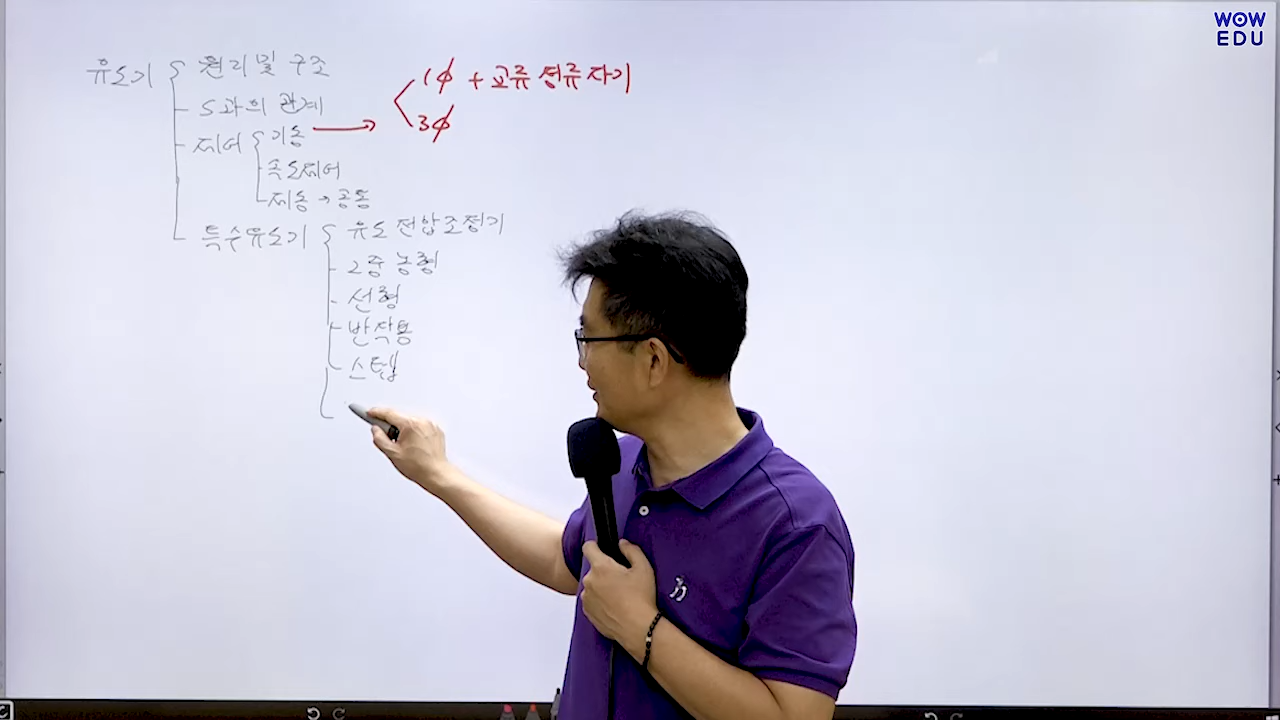 WOW
EDU
유도기 원리 및 구조
S과의 관계
제어 기동 → 1φ + 교류 정류자기
3φ
속도제어
제동 → 공통
특수유도기 유도전압조정기
2중 농형
선형
반작용
스텝